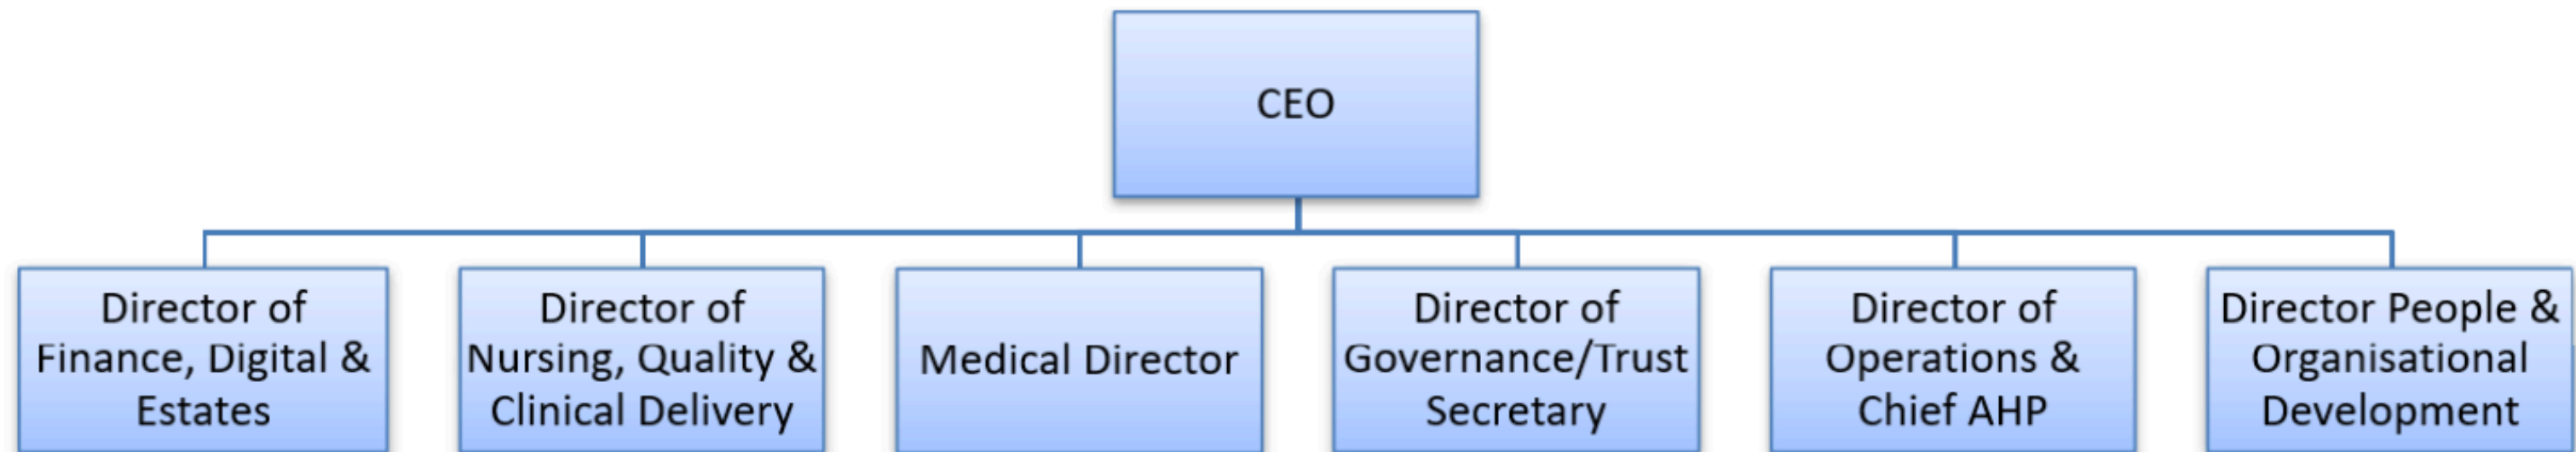 CEO
Director of
Finance, Digital &
Estates
Director of
Nursing, Quality &
Clinical Delivery
Medical Director
Director of
Governance/Trust
Secretary
Director of
Operations &
Chief AHP
Director People &
Organisational
Development